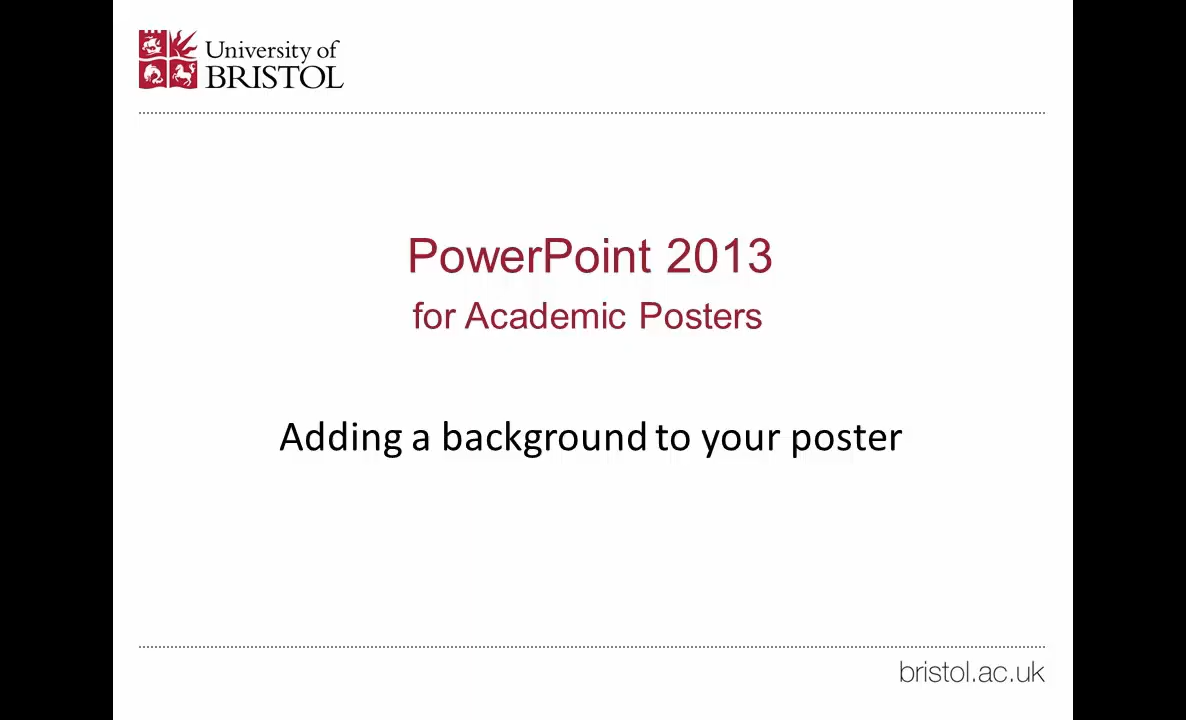 University of
BRISTOL
PowerPoint 2013
for Academic Posters
Adding a background to your poster
bristol.ac.uk